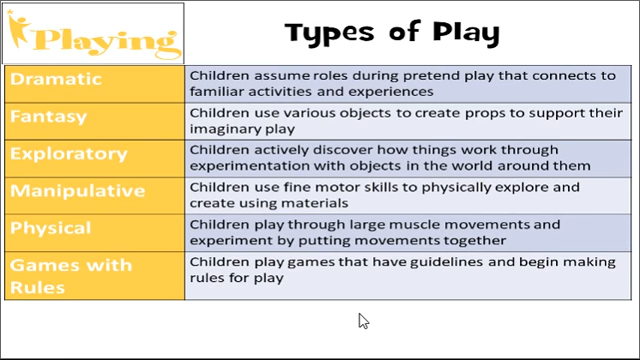 Playing
Types of Play
Dramatic
Children assume roles during pretend play that connects to
familiar activities and experiences
Fantasy
Children use various objects to create props to support their
imaginary play
Exploratory
Children actively discover how things work through
experimentation with objects in the world around them
Manipulative
Children use fine motor skills to physically explore and
create using materials
Physical
Children play through large muscle movements and
experiment by putting movements together
Games with
Rules
Children play games that have guidelines and begin making
rules for play